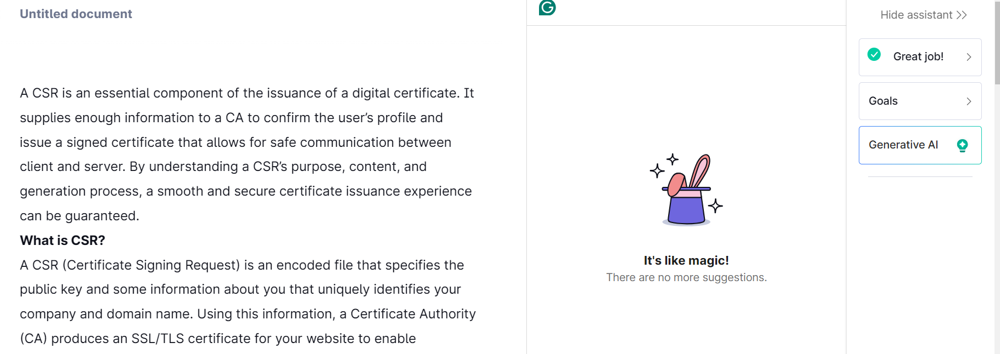 Untitled document
A CSR is an essential component of the issuance of a digital certificate. It
supplies enough information to a CA to confirm the user’s profile and
issue a signed certificate that allows for safe communication between
client and server. By understanding a CSR’s purpose, content, and
generation process, a smooth and secure certificate issuance experience
can be guaranteed.
What is CSR?
A CSR (Certificate Signing Request) is an encoded file that specifies the
public key and some information about you that uniquely identifies your
company and domain name. Using this information, a Certificate Authority
(CA) produces an SSL/TLS certificate for your website to enable
It's like magic!
There are no more suggestions.
Hide assistant
Great job!
Goals
Generative AI